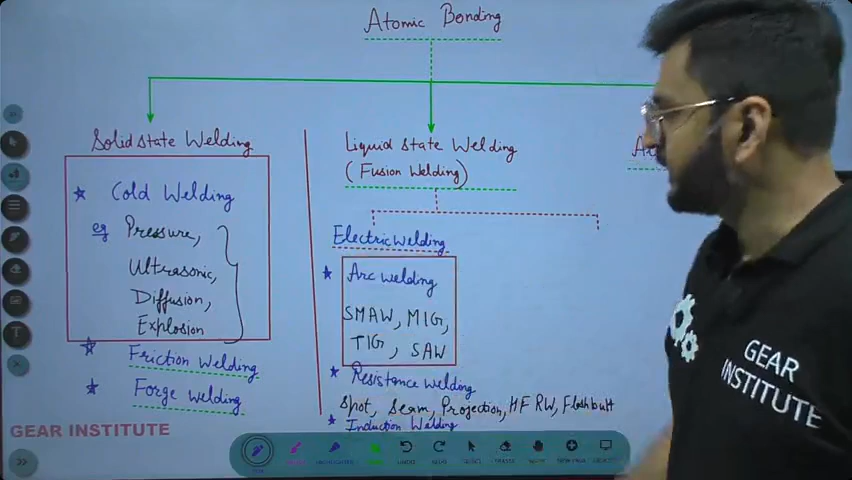 Atomic Bonding
Solid state Welding
Cold Welding
eg Pressure,
Ultrasonic,
Diffusion,
Explosion
Friction Welding
Forge Welding
Liquid state Welding
(Fusion Welding)
Electric welding
Arc welding
SMAW, MIG,
TIG, SAW
Resistance welding
Spot, Seam, Projection, HFRW, Flash butt
Induction Welding
GEAR INSTITUTE
GEAR
INSTITUTE